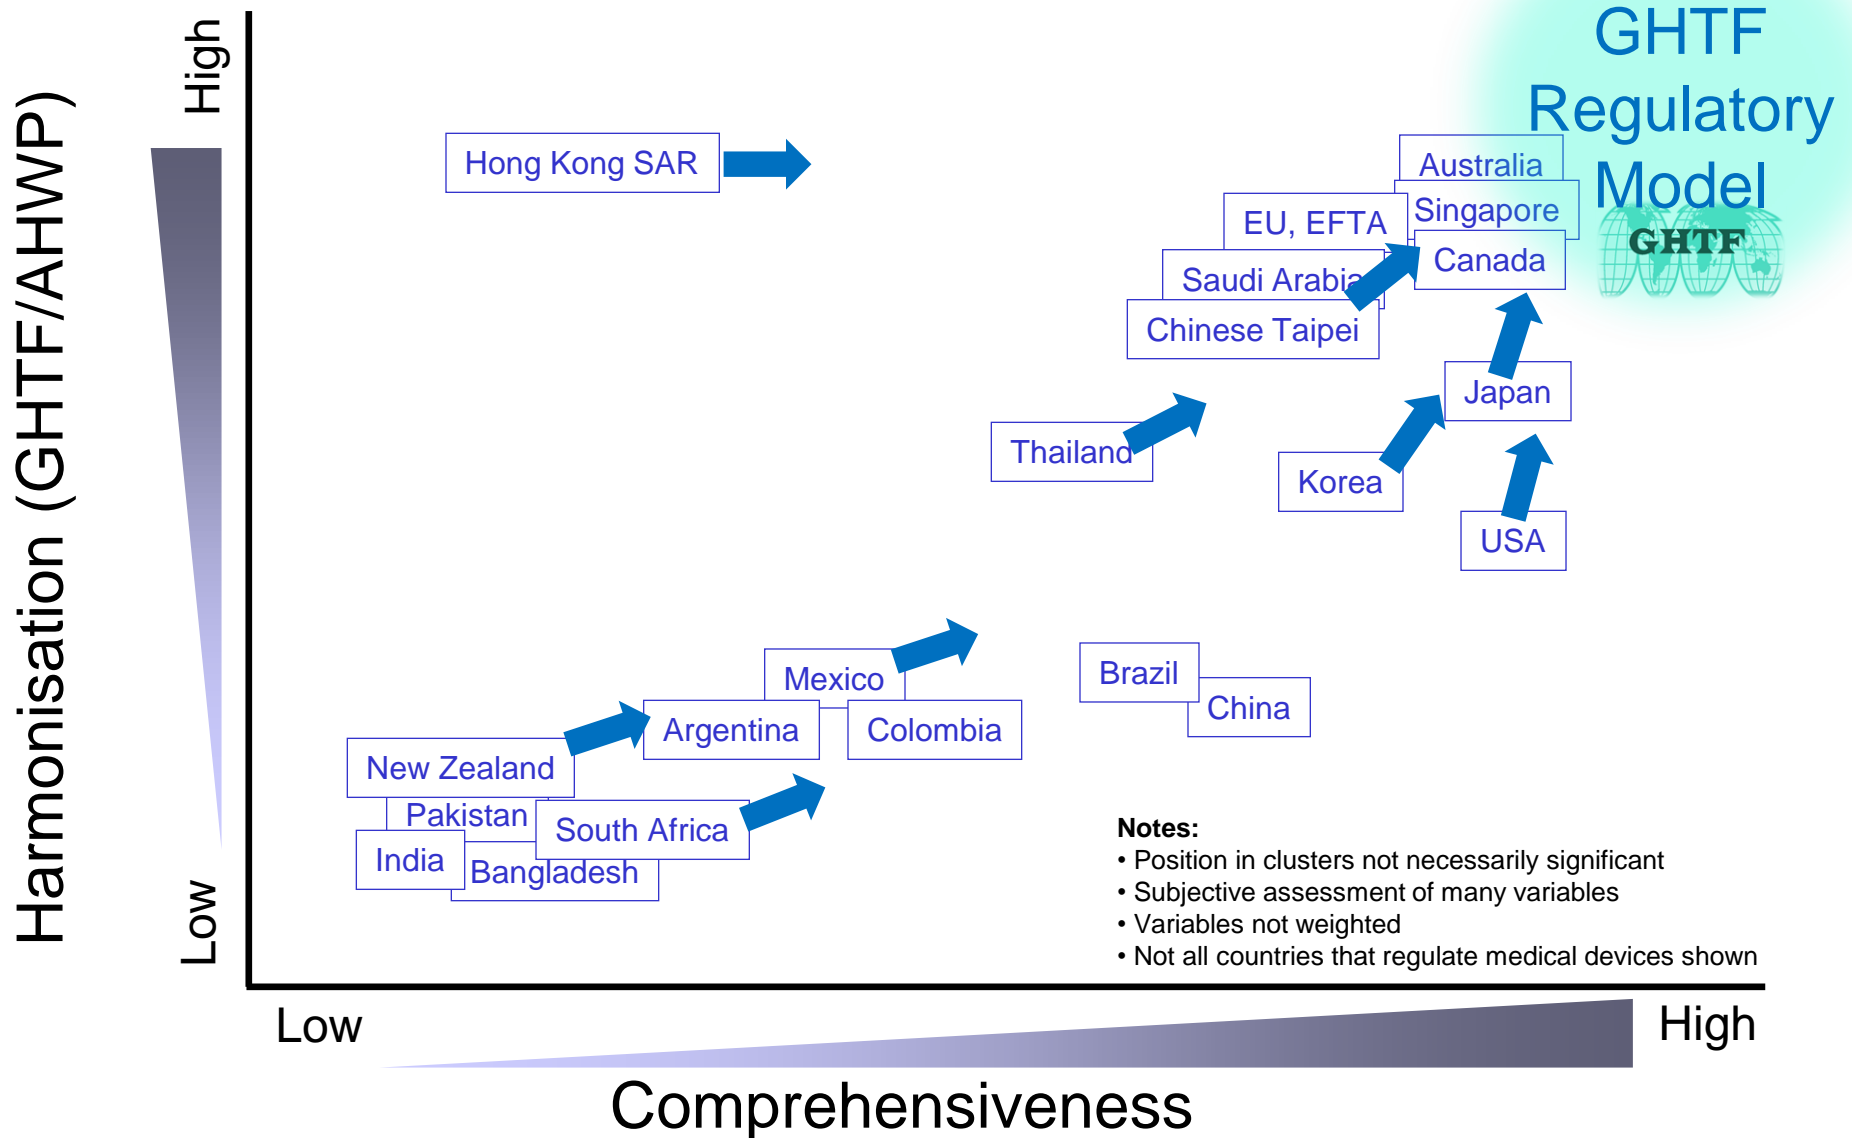 GHTF
Regulatory
Model
GHTF
Harmonisation (GHTF/AHWP)
High
Low
Hong Kong SAR
Australia
Singapore
EU, EFTA
Canada
Saudi Arabia
Chinese Taipei
Japan
Thailand
Korea
USA
Mexico
Brazil
China
Argentina
Colombia
New Zealand
Pakistan
South Africa
India
Bangladesh
Notes:
• Position in clusters not necessarily significant
• Subjective assessment of many variables
• Variables not weighted
• Not all countries that regulate medical devices shown
Low
High
Comprehensiveness